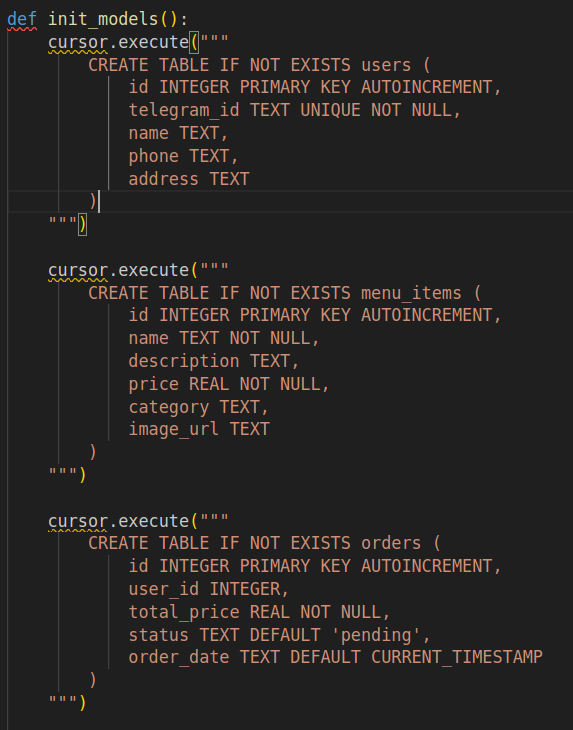 def init_models():
cursor.execute("""
CREATE TABLE IF NOT EXISTS users (
id INTEGER PRIMARY KEY AUTOINCREMENT,
telegram_id TEXT UNIQUE NOT NULL,
name TEXT,
phone TEXT,
address TEXT
)
""")
cursor.execute("""
CREATE TABLE IF NOT EXISTS menu_items (
id INTEGER PRIMARY KEY AUTOINCREMENT,
name TEXT NOT NULL,
description TEXT,
price REAL NOT NULL,
category TEXT,
image_url TEXT
)
""")
cursor.execute("""
CREATE TABLE IF NOT EXISTS orders (
id INTEGER PRIMARY KEY AUTOINCREMENT,
user_id INTEGER,
total_price REAL NOT NULL,
status TEXT DEFAULT 'pending',
order_date TEXT DEFAULT CURRENT_TIMESTAMP
)
""")